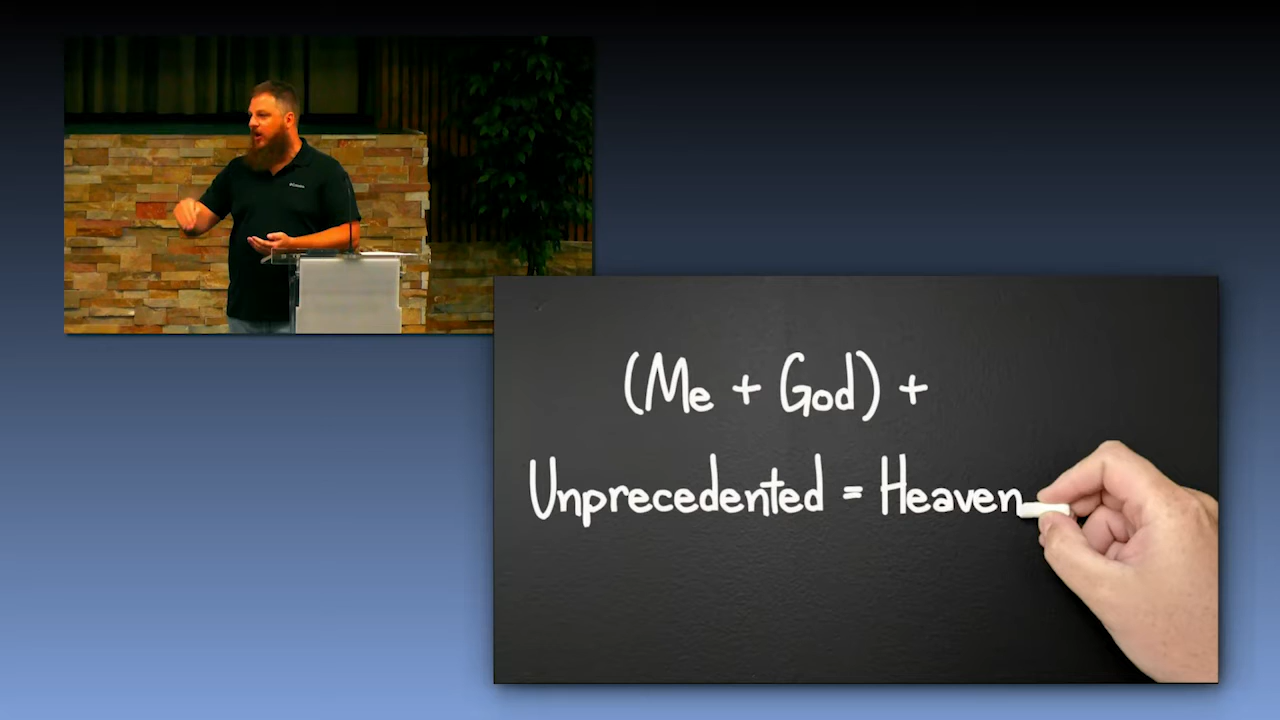 (Me + God) +
Unprecedented = Heaven